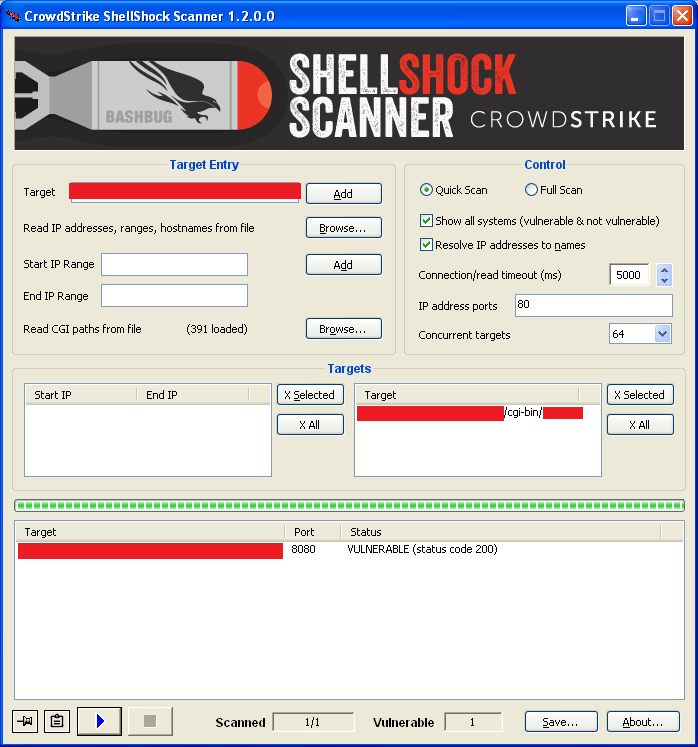 CrowdStrike ShellShock Scanner 1.2.0.0
BASHBUG
SHELLSHOCK
SCANNER
CROWDSTRIKE
Target Entry
Target
Add
Read IP addresses, ranges, hostnames from file
Browse...
Start IP Range
Add
End IP Range
Read CGI paths from file (391 loaded)
Browse...
Control
Quick Scan Full Scan
Show all systems (vulnerable & not vulnerable)
Resolve IP addresses to names
Connection/read timeout (ms) 5000
IP address ports 80
Concurrent targets 64
Targets
Start IP End IP
X Selected
X All
Target
/cgi-bin/
X Selected
X All
Target Port Status
8080 VULNERABLE (status code 200)
Scanned 1/1 Vulnerable 1 Save... About...